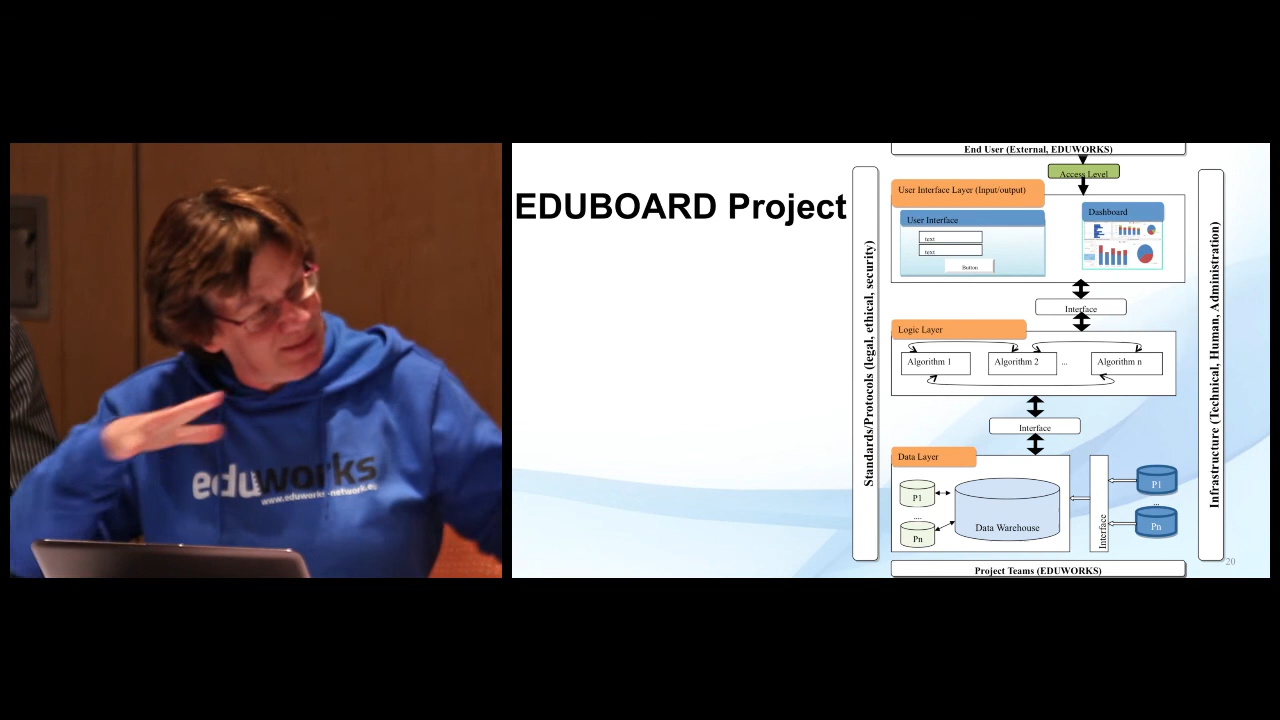 eduworks
www.eduworks-network.eu
EDUBOARD Project
End User (External, EDUWORKS)
Access Level
User Interface Layer (Input/output)
User Interface
text
text
Button
Dashboard
Interface
Logic Layer
Algorithm 1
Algorithm 2
...
Algorithm n
Interface
Data Layer
P1
....
Pn
Data Warehouse
Interface
P1
...
Pn
Project Teams (EDUWORKS)
Standards/Protocols (legal, ethical, security)
Infrastructure (Technical, Human, Administration)
20